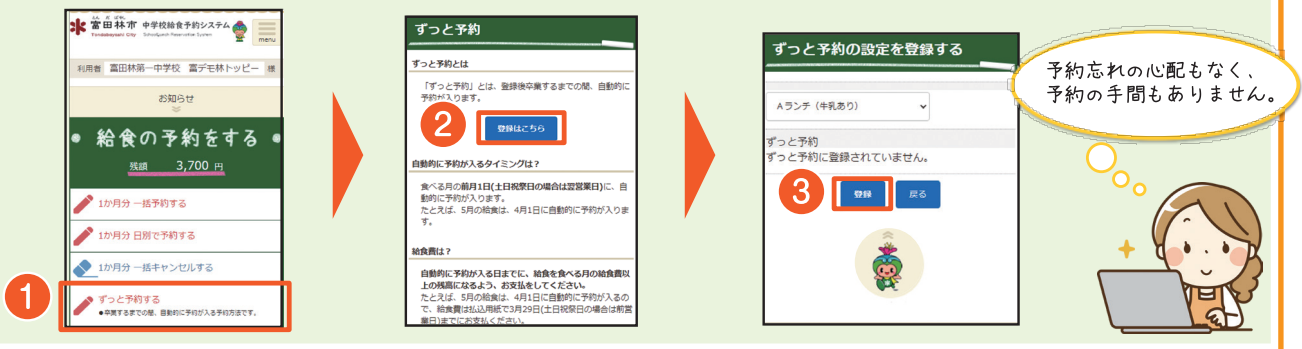 とんだばやし
富田林市 中学校給食予約システム
Tondabayashi City Schoollunch Reservation System
menu
利用者 富田林第一中学校 富デモ林トッピー 様
お知らせ
給食の予約をする
残額 3,700 円
1か月分 一括予約する
1か月分 日別で予約する
1か月分 一括キャンセルする
1
ずっと予約する
●卒業するまでの間、自動的に予約が入る予約方法です。
ずっと予約
ずっと予約とは
「ずっと予約」とは、登録後卒業するまでの間、自動的に
予約が入ります。
2
登録はこちら
自動的に予約が入るタイミングは？
食べる月の前月1日(土日祝祭日の場合は翌営業日)に、自
動的に予約が入ります。
たとえば、5月の給食は、4月1日に自動的に予約が入りま
す。
給食費は？
自動的に予約が入る日までに、給食を食べる月の給食費以
上の残高になるよう、お支払をしてください。
たとえば、5月の給食は、4月1日に自動的に予約が入るの
で、給食費は払込用紙で3月29日(土日祝祭日の場合は前営
業日)までにお支払ください。
ずっと予約の設定を登録する
Aランチ（牛乳あり）
ずっと予約
ずっと予約に登録されていません。
3
登録
戻る
予約忘れの心配もなく、
予約の手間もありません。